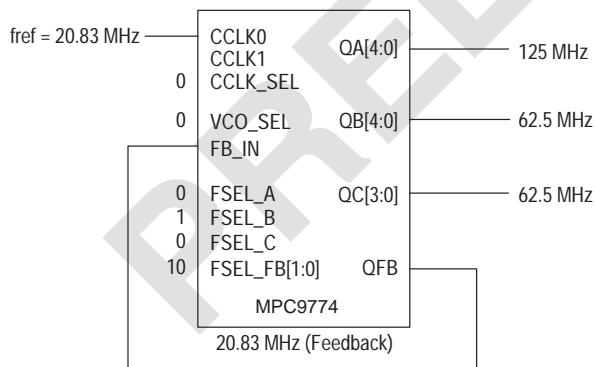 fref = 20.83 MHz
CCLK0
CCLK1
0 CCLK_SEL
0 VCO_SEL
FB_IN
0 FSEL_A
1 FSEL_B
0 FSEL_C
10 FSEL_FB[1:0]
QA[4:0] 125 MHz
QB[4:0] 62.5 MHz
QC[3:0] 62.5 MHz
QFB
MPC9774
20.83 MHz (Feedback)
PREL